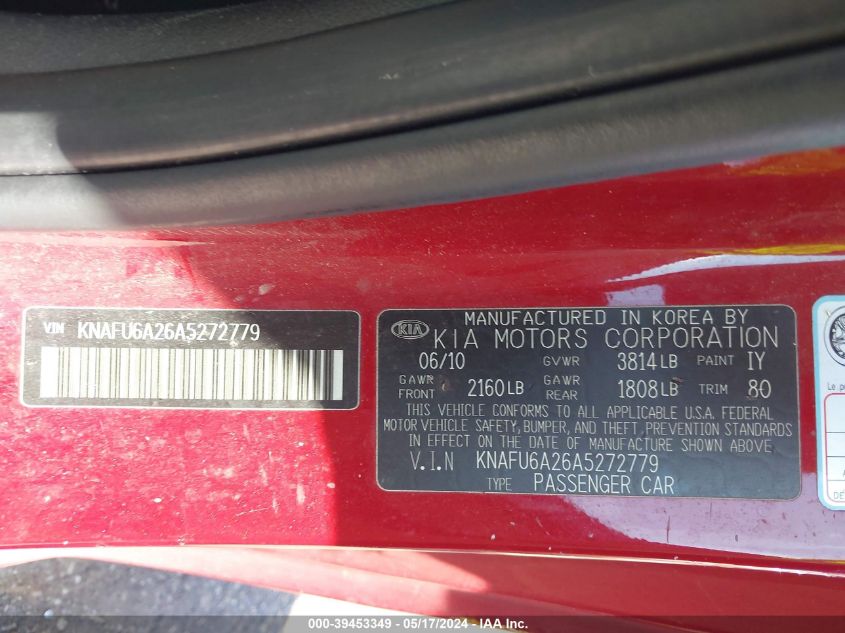 VIN KNAFU6A26A5272779
MANUFACTURED IN KOREA BY
KIA KIA MOTORS CORPORATION
06/10 GVWR 3814LB PAINT IY
GAWR FRONT 2160LB GAWR REAR 1808LB TRIM 80
THIS VEHICLE CONFORMS TO ALL APPLICABLE U.S.A. FEDERAL
MOTOR VEHICLE SAFETY, BUMPER, AND THEFT PREVENTION STANDARDS
IN EFFECT ON THE DATE OF MANUFACTURE SHOWN ABOVE
V.I.N KNAFU6A26A5272779
TYPE PASSENGER CAR
Le
DE
000-39453349 - 05/17/2024 - IAA Inc.